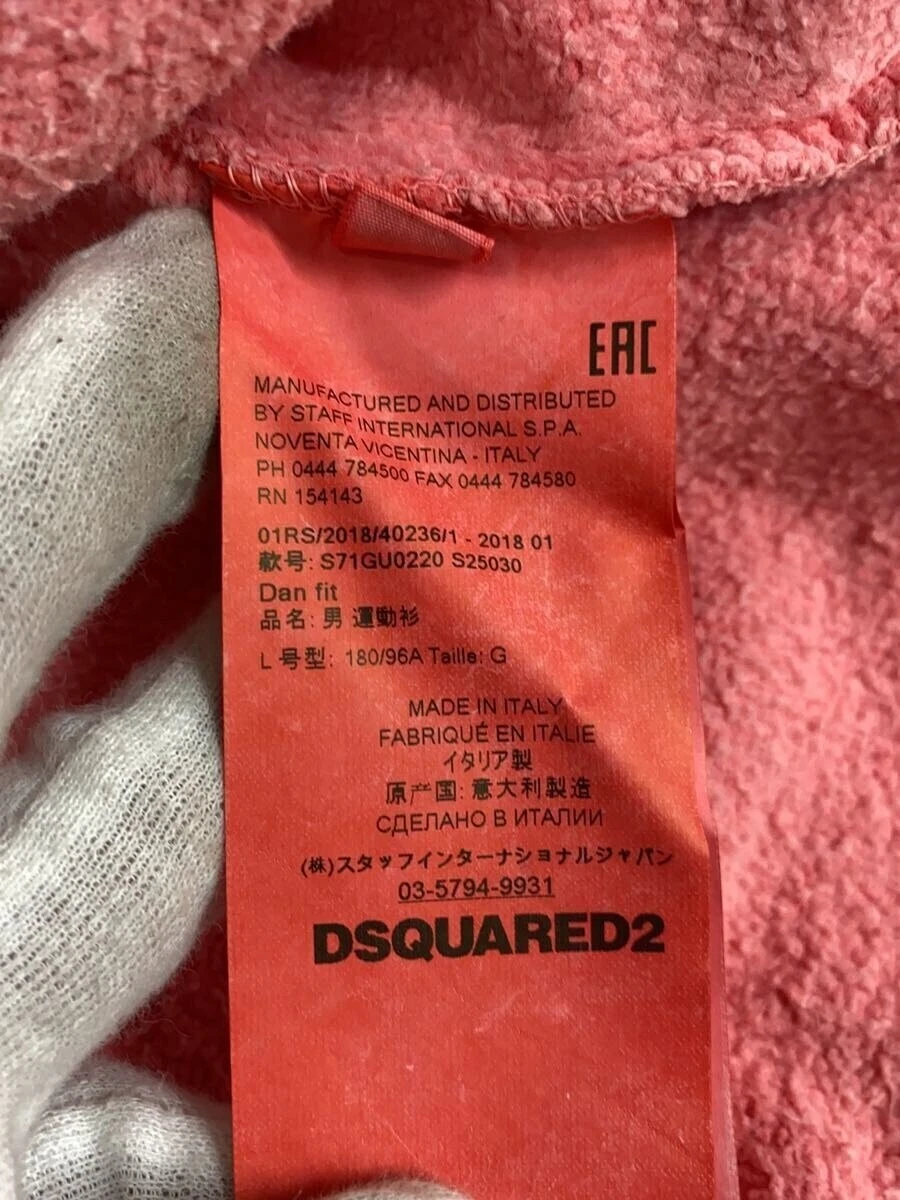 EAC
MANUFACTURED AND DISTRIBUTED
BY STAFF INTERNATIONAL S.P.A.
NOVENTA VICENTINA - ITALY
PH 0444 784500 FAX 0444 784580
RN 154143
01RS/2018/40236/1 - 2018 01
款号: S71GU0220 S25030
Dan fit
品名: 男 運動衫
L 号型: 180/96A Taille: G
MADE IN ITALY
FABRIQUÉ EN ITALIE
イタリア製
原产国: 意大利製造
СДЕЛАНО В ИТАЛИИ
(株)スタッフインターナショナルジャパン
03-5794-9931
DSQUARED2